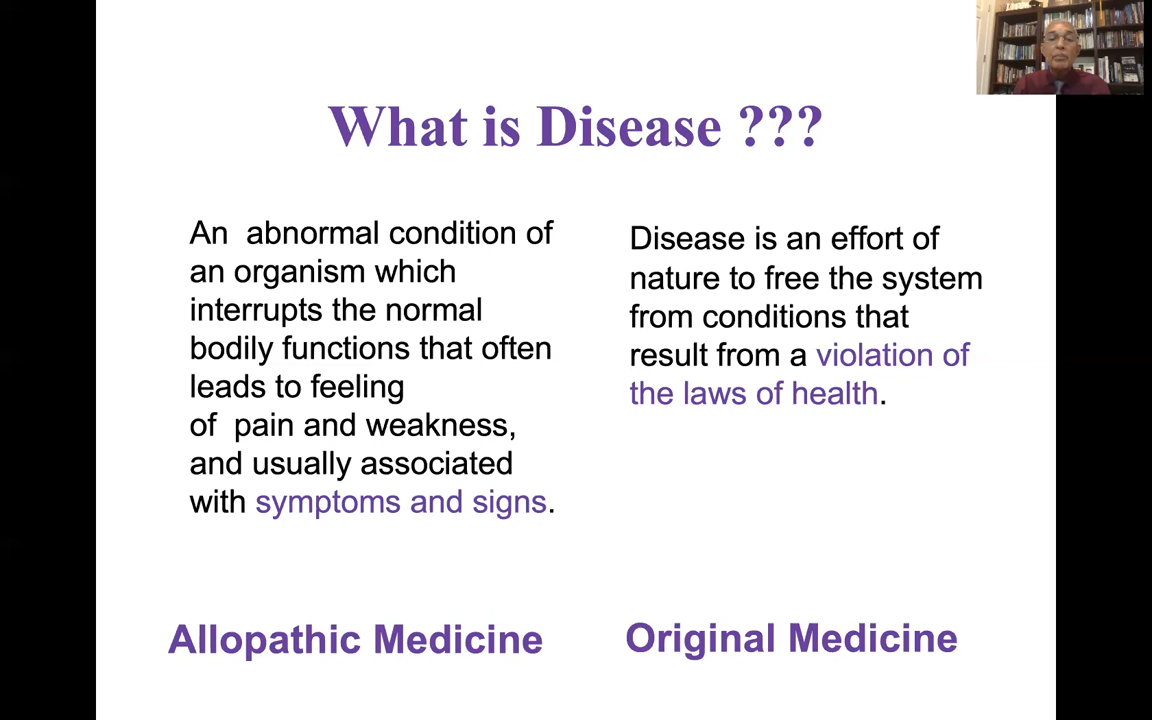 What is Disease ???
An abnormal condition of
an organism which
interrupts the normal
bodily functions that often
leads to feeling
of pain and weakness,
and usually associated
with symptoms and signs.
Allopathic Medicine
Disease is an effort of
nature to free the system
from conditions that
result from a violation of
the laws of health.
Original Medicine